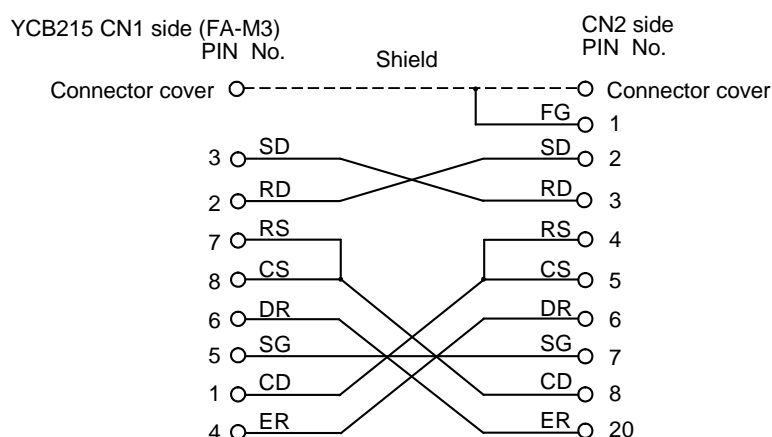 YCB215 CN1 side (FA-M3) CN2 side
PIN No. PIN No.
Shield
Connector cover Connector cover
FG 1
3 SD SD 2
2 RD RD 3
7 RS RS 4
8 CS CS 5
6 DR DR 6
5 SG SG 7
1 CD CD 8
4 ER ER 20